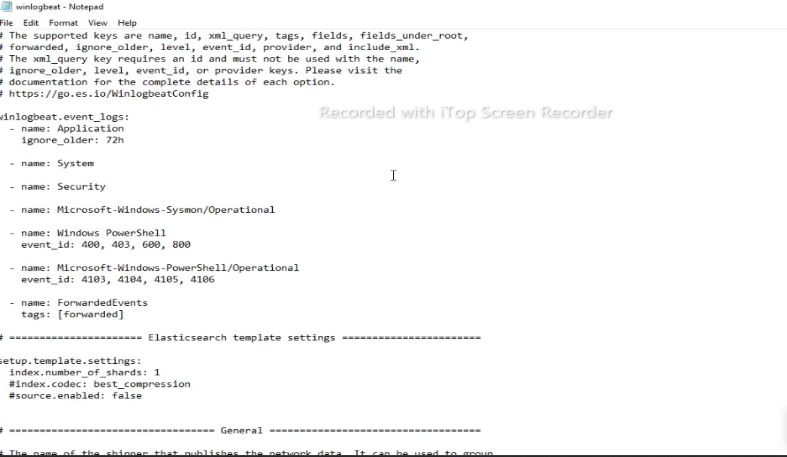 winlogbeat - Notepad
File Edit Format View Help
# The supported keys are name, id, xml_query, tags, fields, fields_under_root,
# forwarded, ignore_older, level, event_id, provider, and include_xml.
# The xml_query key requires an id and must not be used with the name,
# ignore_older, level, event_id, or provider keys. Please visit the
# documentation for the complete details of each option.
# https://go.es.io/WinlogbeatConfig
Recorded with iTop Screen Recorder
winlogbeat.event_logs:
  - name: Application
    ignore_older: 72h
  - name: System
  - name: Security
  - name: Microsoft-Windows-Sysmon/Operational
  - name: Windows PowerShell
    event_id: 400, 403, 600, 800
  - name: Microsoft-Windows-PowerShell/Operational
    event_id: 4103, 4104, 4105, 4106
  - name: ForwardedEvents
    tags: [forwarded]
# ====================== Elasticsearch template settings =======================
setup.template.settings:
  index.number_of_shards: 1
  #index.codec: best_compression
  #source.enabled: false
# ================================== General ===================================
# The name of the shipper that publishes the network data. It can be used to group